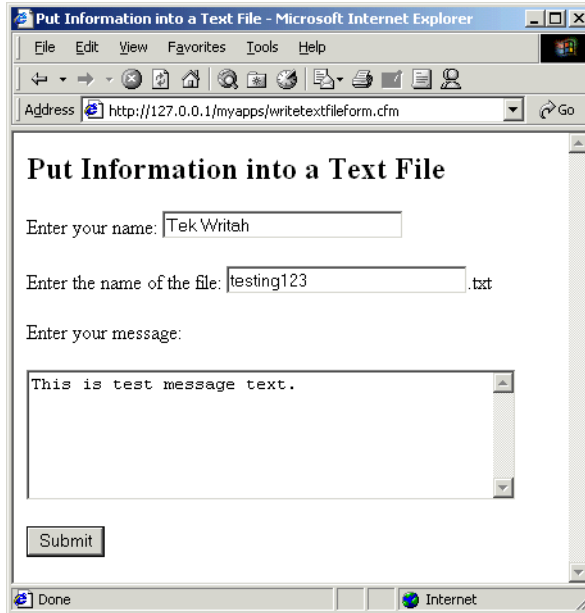 Put Information into a Text File - Microsoft Internet Explorer
File Edit View Favorites Tools Help
Address http://127.0.0.1/myapps/writetextfileform.cfm Go
Put Information into a Text File
Enter your name: Tek Writah
Enter the name of the file: testing123 .txt
Enter your message:
This is test message text.
Submit
Done Internet